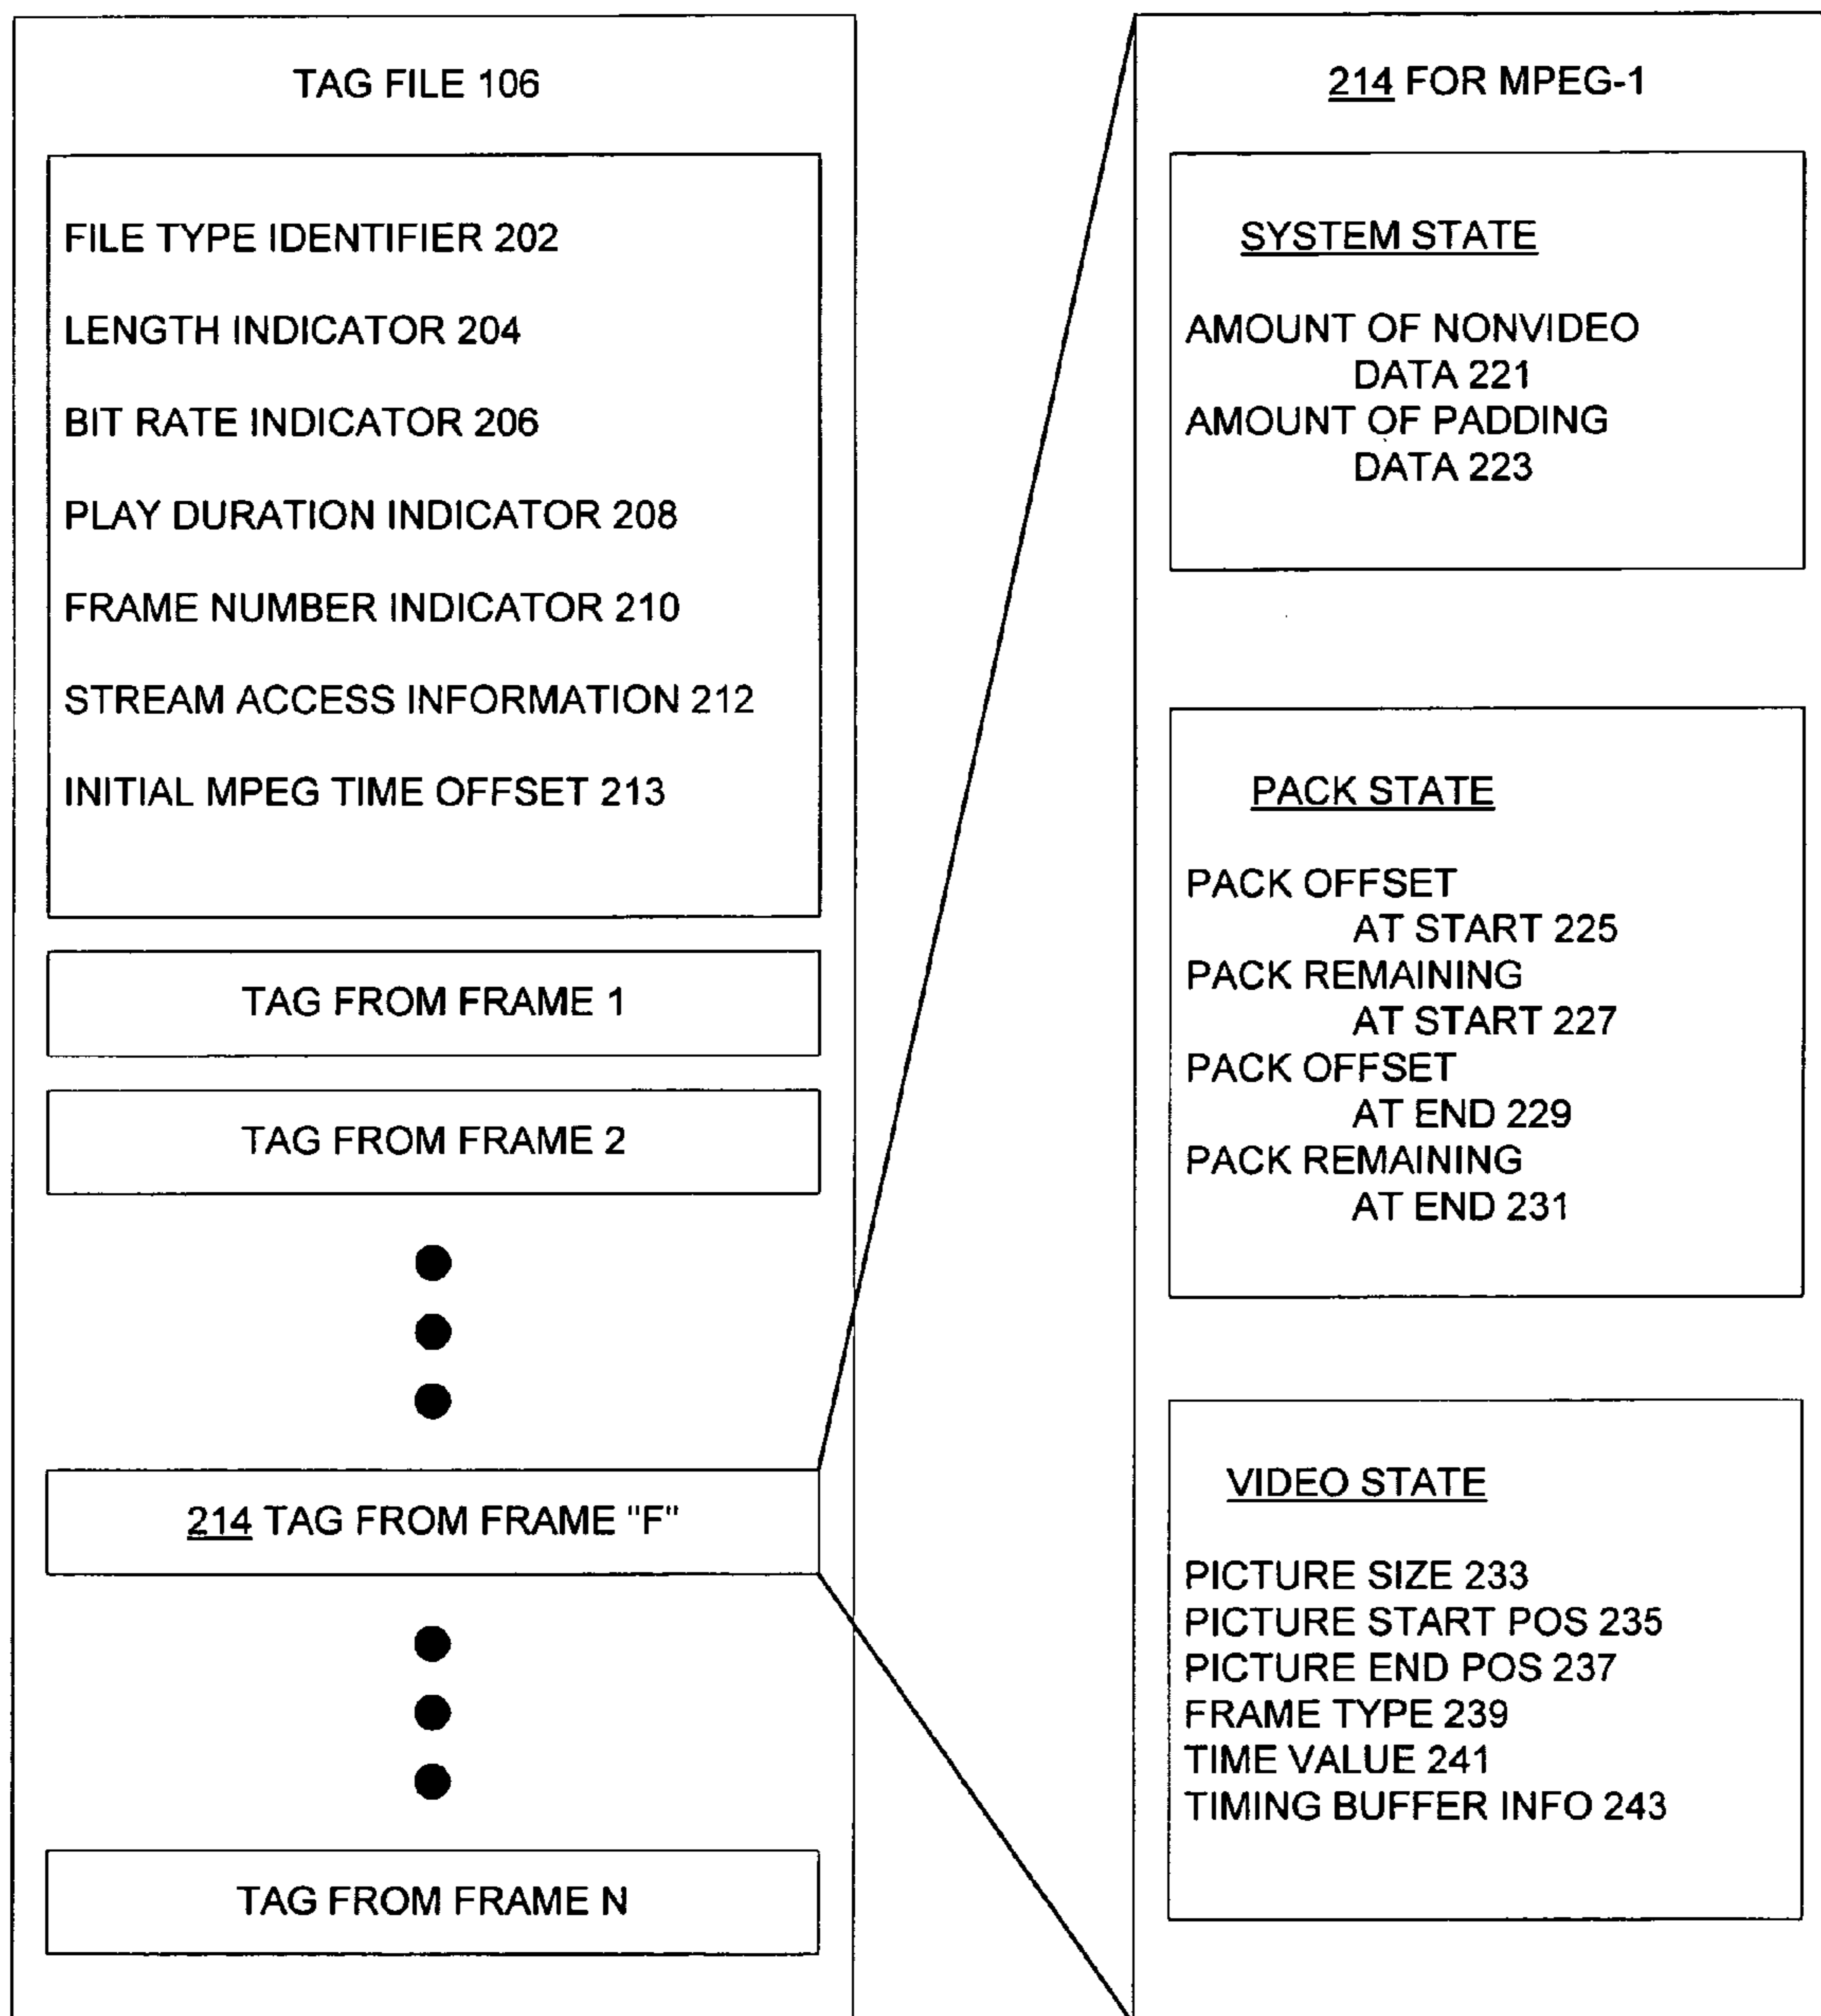 TAG FILE 106
FILE TYPE IDENTIFIER 202
LENGTH INDICATOR 204
BIT RATE INDICATOR 206
PLAY DURATION INDICATOR 208
FRAME NUMBER INDICATOR 210
STREAM ACCESS INFORMATION 212
INITIAL MPEG TIME OFFSET 213
TAG FROM FRAME 1
TAG FROM FRAME 2
214 TAG FROM FRAME "F"
TAG FROM FRAME N
214 FOR MPEG-1
SYSTEM STATE
AMOUNT OF NONVIDEO
DATA 221
AMOUNT OF PADDING
DATA 223
PACK STATE
PACK OFFSET
AT START 225
PACK REMAINING
AT START 227
PACK OFFSET
AT END 229
PACK REMAINING
AT END 231
VIDEO STATE
PICTURE SIZE 233
PICTURE START POS 235
PICTURE END POS 237
FRAME TYPE 239
TIME VALUE 241
TIMING BUFFER INFO 243